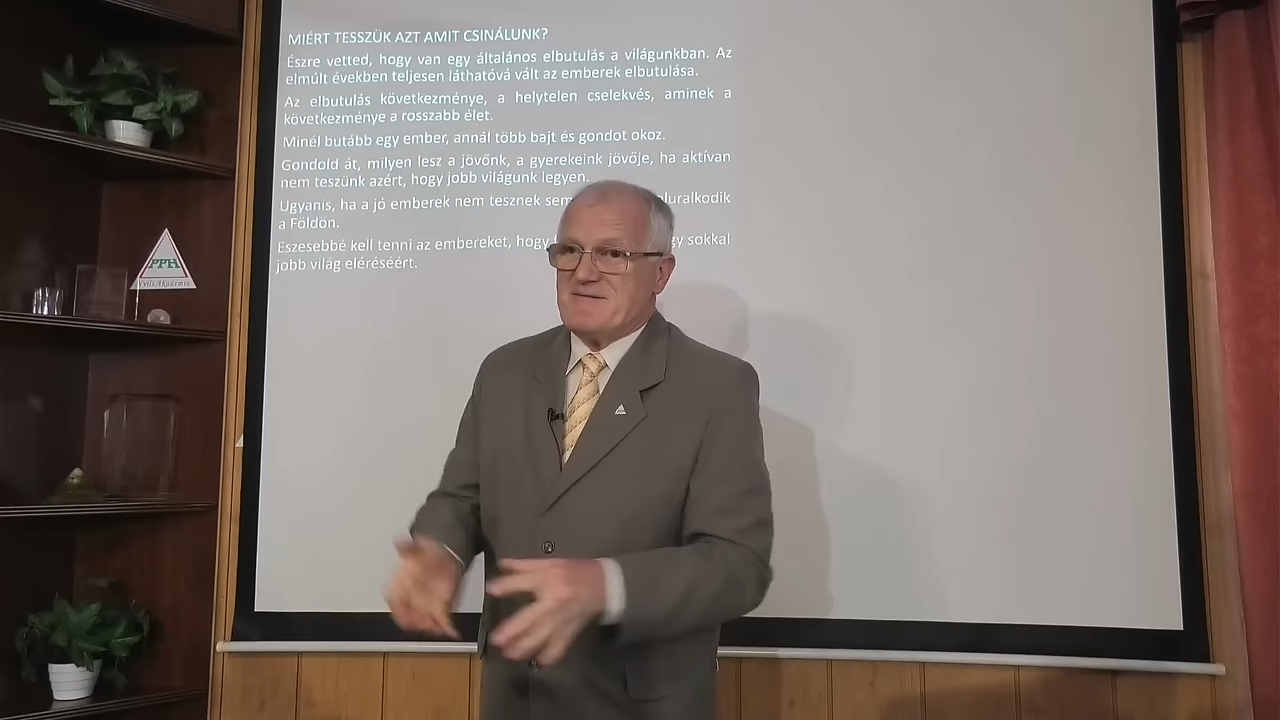 MIÉRT TESSZÜK AZT AMIT CSINÁLUNK?
Észre vetted, hogy van egy általános elbutulás a világunkban. Az
elmúlt években teljesen láthatóvá vált az emberek elbutulása.
Az elbutulás következménye, a helytelen cselekvés, aminek a
következménye a rosszabb élet.
Minél butább egy ember, annál több bajt és gondot okoz.
Gondold át, milyen lesz a jövőnk, a gyerekeink jövője, ha aktívan
nem teszünk azért, hogy jobb világunk legyen.
Ugyanis, ha a jó emberek nem tesznek
a Földön.
Eszesebbé kell tenni az embereket, hogy sokkal
jobb világ eléréséért.
PPH
Nyílt Akadémia